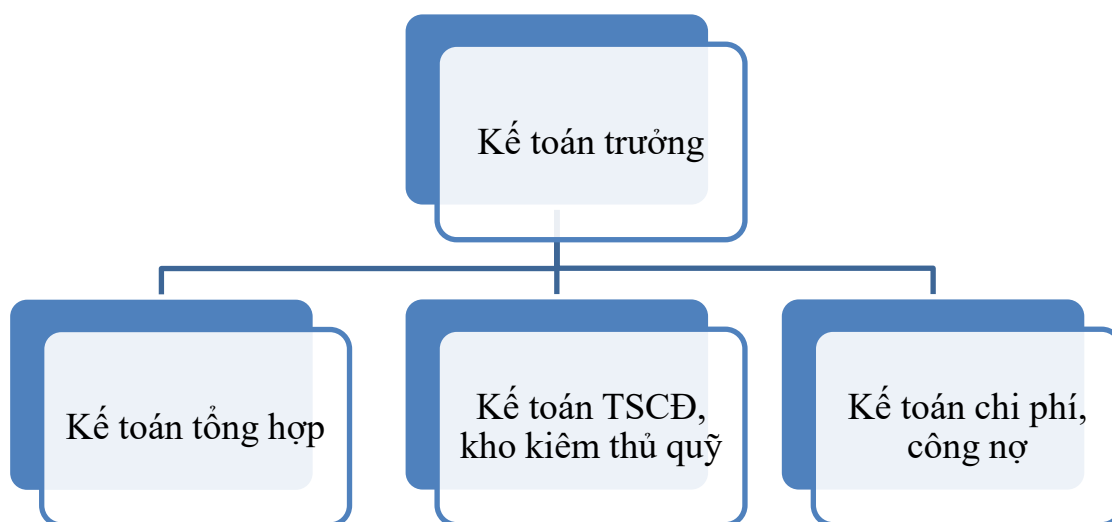 Kế toán trưởng
Kế toán tổng hợp
Kế toán TSCĐ,
kho kiêm thủ quỹ
Kế toán chi phí,
công nợ